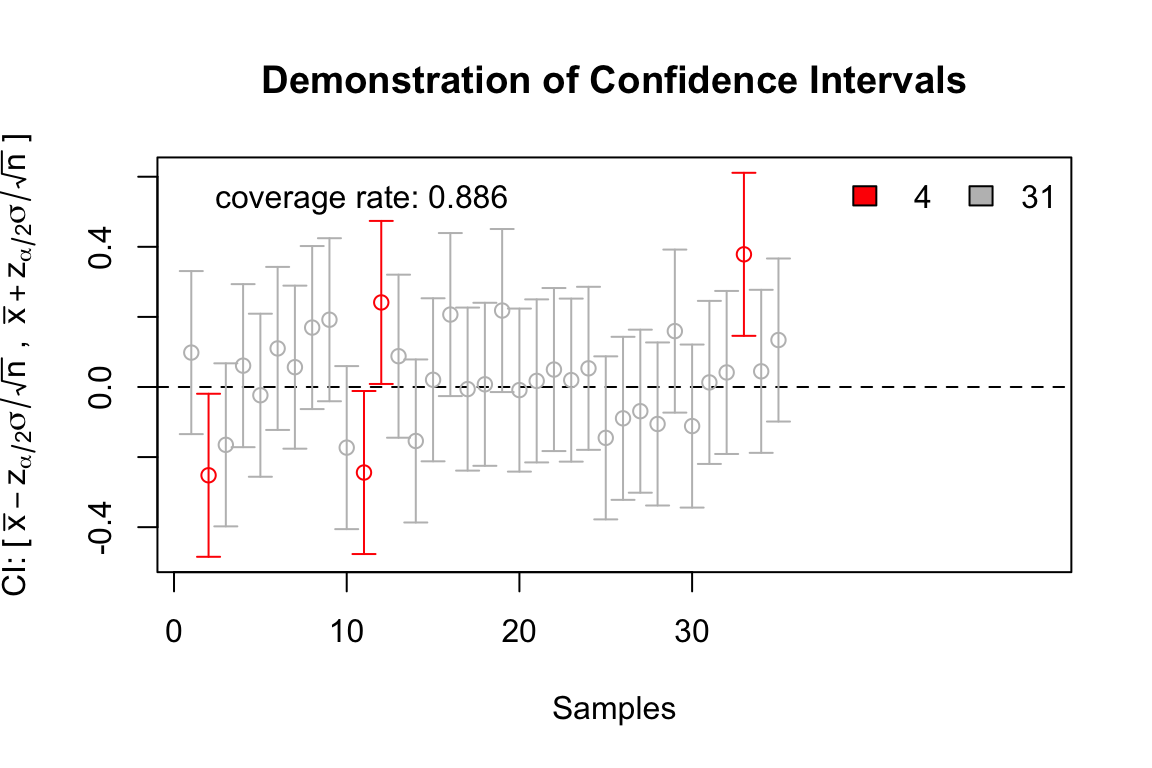 Demonstration of Confidence Intervals
CI: [ x̄ − z_{α/2}σ/√n , x̄ + z_{α/2}σ/√n ]
coverage rate: 0.886
4
31
0.4
0.0
-0.4
0
10
20
30
Samples